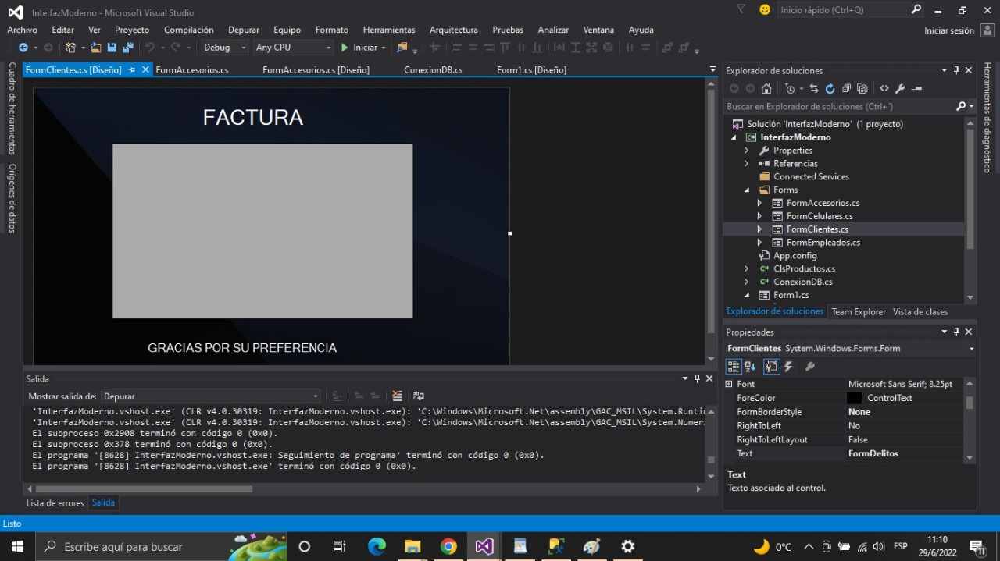 InterfazModerno - Microsoft Visual Studio
Inicio rápido (Ctrl+Q)
Archivo Editar Ver Proyecto Compilación Depurar Equipo Formato Herramientas Arquitectura Pruebas Analizar Ventana Ayuda
Iniciar sesión
Debug Any CPU Iniciar
Cuadro de herramientas
Orígenes de datos
FormClientes.cs [Diseño] FormAccesorios.cs FormAccesorios.cs [Diseño] ConexionDB.cs Form1.cs [Diseño]
FACTURA
GRACIAS POR SU PREFERENCIA
Salida
Mostrar salida de: Depurar
'InterfazModerno.vshost.exe' (CLR v4.0.30319: InterfazModerno.vshost.exe): 'C:\Windows\Microsoft.Net\assembly\GAC_MSIL\System.Runtin
'InterfazModerno.vshost.exe' (CLR v4.0.30319: InterfazModerno.vshost.exe): 'C:\Windows\Microsoft.Net\assembly\GAC_MSIL\System.Numeri
El subproceso 0x2908 terminó con código 0 (0x0).
El subproceso 0x378 terminó con código 0 (0x0).
El programa '[8628] InterfazModerno.vshost.exe: Seguimiento de programa' terminó con código 0 (0x0).
El programa '[8628] InterfazModerno.vshost.exe' terminó con código 0 (0x0).
Lista de errores Salida
Explorador de soluciones
Buscar en Explorador de soluciones (Ctrl+´)
Solución 'InterfazModerno' (1 proyecto)
InterfazModerno
Properties
Referencias
Connected Services
Forms
FormAccesorios.cs
FormCelulares.cs
FormClientes.cs
FormEmpleados.cs
App.config
ClsProductos.cs
ConexionDB.cs
Form1.cs
Explorador de soluciones Team Explorer Vista de clases
Propiedades
FormClientes System.Windows.Forms.Form
Font Microsoft Sans Serif; 8.25pt
ForeColor ControlText
FormBorderStyle None
RightToLeft No
RightToLeftLayout False
Text FormDelitos
Text
Texto asociado al control.
Herramientas de diagnóstico
Listo
Escribe aquí para buscar
0°C
ESP
11:10
29/6/2022
11